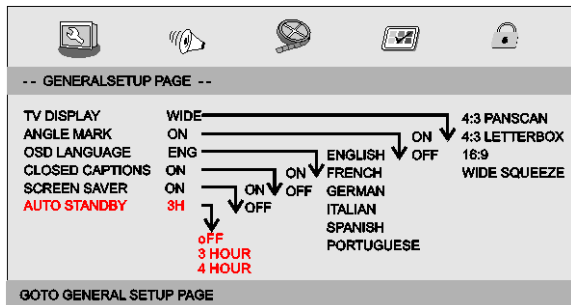 -- GENERALSETUP PAGE --
TV DISPLAY WIDE 4:3 PANSCAN
ANGLE MARK ON ON 4:3 LETTERBOX
OSD LANGUAGE ENG ENGLISH OFF 16:9
CLOSED CAPTIONS ON ON FRENCH WIDE SQUEEZE
SCREEN SAVER ON ON OFF GERMAN
AUTO STANDBY 3H OFF ITALIAN
SPANISH
oFF PORTUGUESE
3 HOUR
4 HOUR
GOTO GENERAL SETUP PAGE